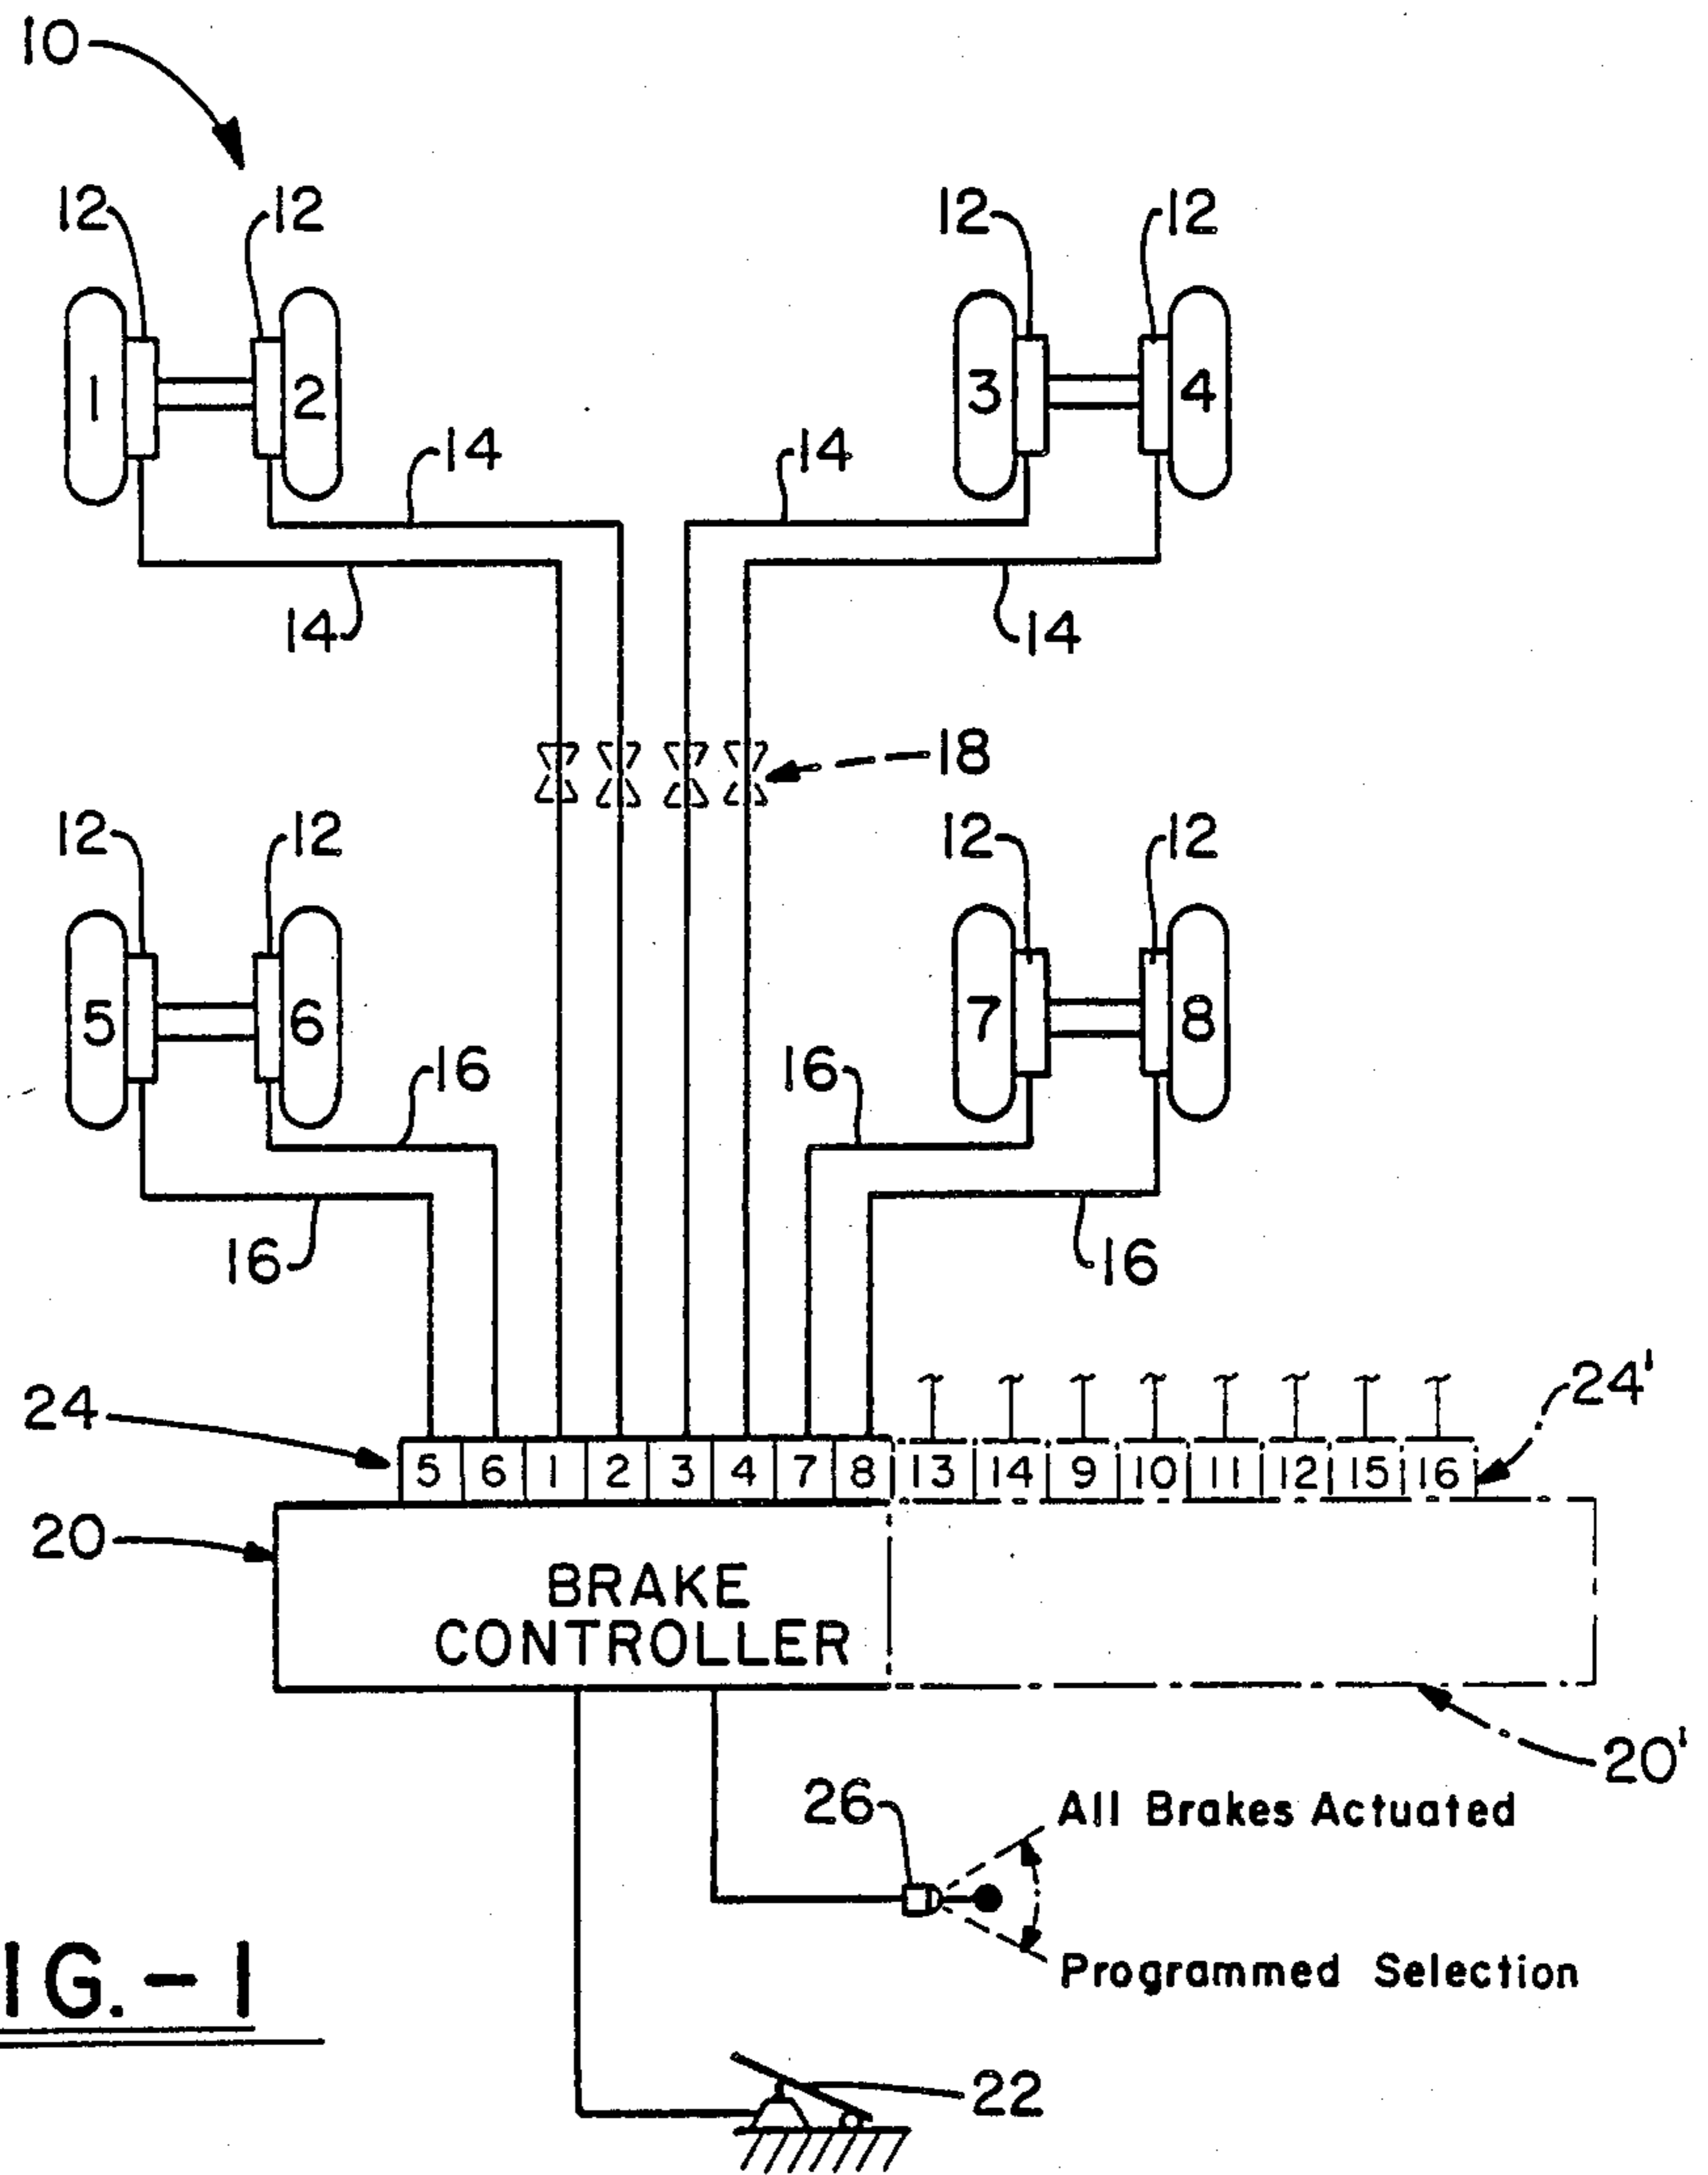 10
12 12 12 12
1 2 3 4
14 14
14 14
18
12 12 12 12
5 6 7 8
16 16
16 16
24'
24
5 6 1 2 3 4 7 8 13 14 9 10 11 12 15 16
20
BRAKE
CONTROLLER
20'
26
All Brakes Actuated
Programmed Selection
IG.-1
22